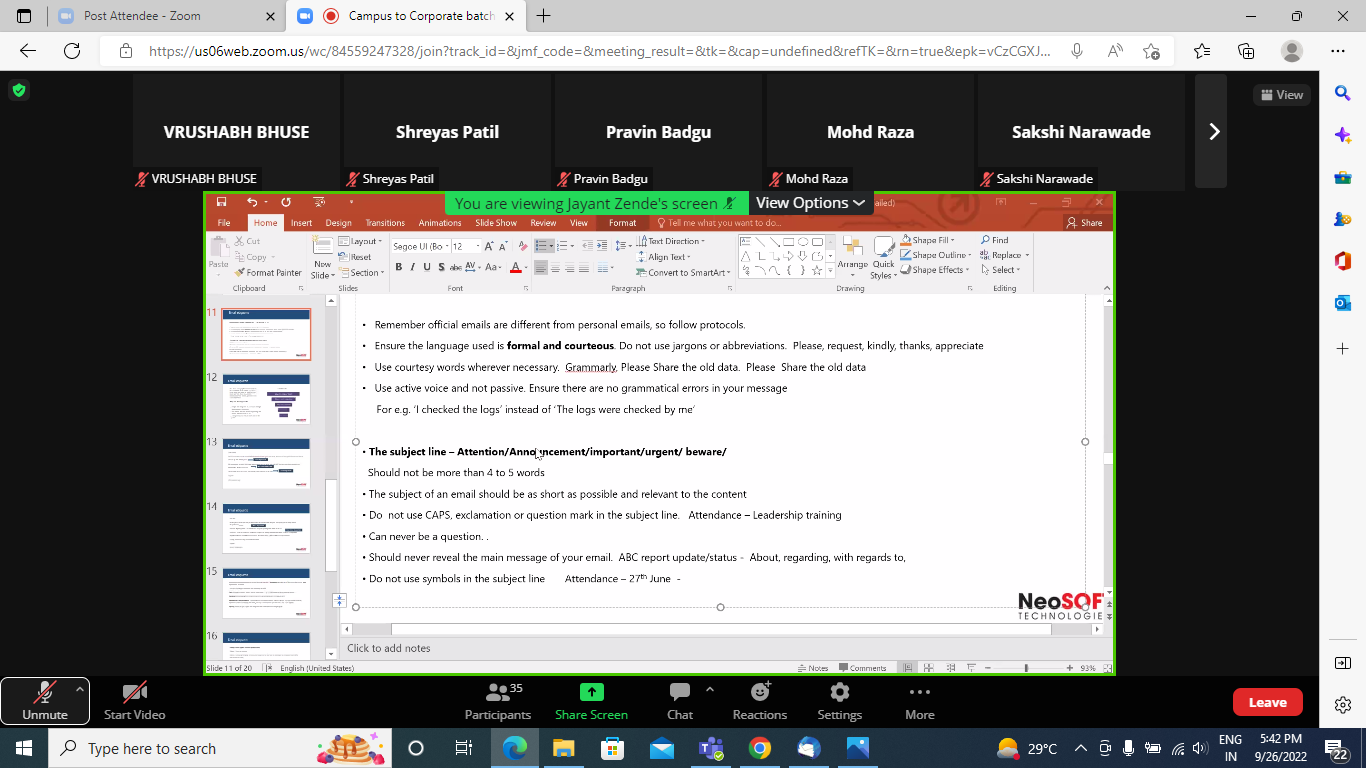 Post Attendee - Zoom
Campus to Corporate batch
https://us06web.zoom.us/wc/84559247328/join?track_id=&jmf_code=&meeting_result=&tk=&cap=undefined&refTK=&rn=true&epk=vCzCGXJ...
View
VRUSHABH BHUSE
Shreyas Patil
Pravin Badgu
Mohd Raza
Sakshi Narawade
VRUSHABH BHUSE
Shreyas Patil
Pravin Badgu
Mohd Raza
Sakshi Narawade
You are viewing Jayant Zende's screen
View Options
ailed)
File Home Insert Design Transitions Animations Slide Show Review View Format Tell me what you want to do... Share
Cut
Copy
Format Painter
Paste
Clipboard
New Slide
Layout
Reset
Section
Slides
Segoe UI (Bo 12
B I U S abc AV Aa A
Font
Text Direction
Align Text
Convert to SmartArt
Paragraph
Arrange
Quick Styles
Shape Fill
Shape Outline
Shape Effects
Drawing
Find
Replace
Select
Editing
11
12
13
14
15
16
• Remember official emails are different from personal emails, so follow protocols.
• Ensure the language used is formal and courteous. Do not use jargons or abbreviations. Please, request, kindly, thanks, appreciate
• Use courtesy words wherever necessary. Grammarly, Please Share the old data. Please Share the old data
• Use active voice and not passive. Ensure there are no grammatical errors in your message
For e.g. ‘I checked the logs’ instead of ‘The logs were checked by me’
• The subject line – Attention/Announcement/important/urgent/ beware/
Should not be more than 4 to 5 words
• The subject of an email should be as short as possible and relevant to the content
• Do not use CAPS, exclamation or question mark in the subject line. Attendance – Leadership training
• Can never be a question. .
• Should never reveal the main message of your email. ABC report update/status - About, regarding, with regards to,
• Do not use symbols in the subject line Attendance – 27th June -
NeoSOFT
TECHNOLOGIE
Click to add notes
Slide 11 of 20 English (United States) Notes Comments 93%
Unmute
Start Video
Participants 35
Share Screen
Chat
Reactions
Settings
More
Leave
Type here to search
29°C
ENG
IN
5:42 PM
9/26/2022
22